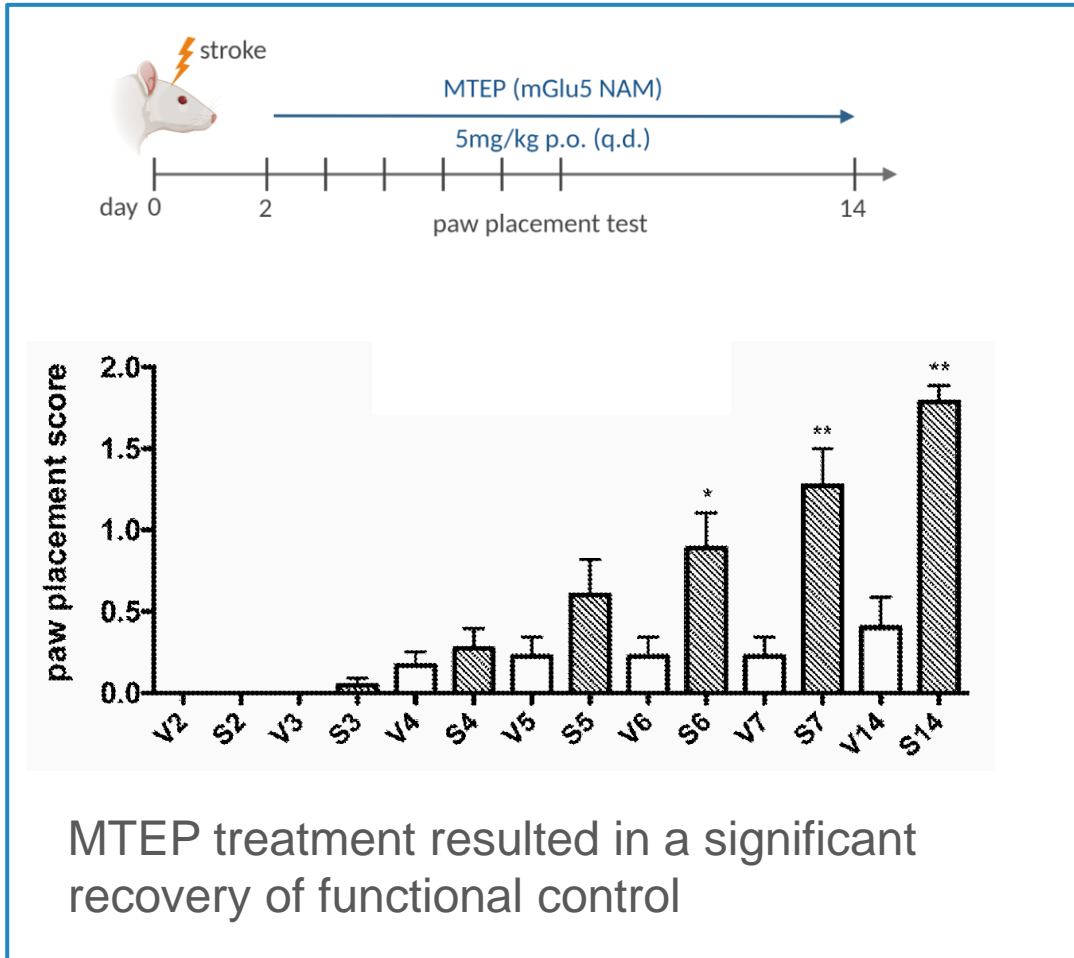 stroke
MTEP (mGlu5 NAM)
5mg/kg p.o. (q.d.)
day 0 2 14
paw placement test
paw placement score
2.0
**
1.5
**
*
1.0
0.5
0.0
V2 S2 V3 S3 V4 S4 V5 S5 V6 S6 V7 S7 V14 S14
MTEP treatment resulted in a significant
recovery of functional control